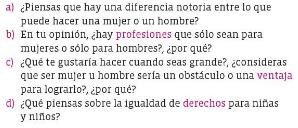 a) ¿Piensas que hay una diferencia notoria entre lo que
puede hacer una mujer o un hombre?
b) En tu opinión, ¿hay profesiones que sólo sean para
mujeres o sólo para hombres?, ¿por qué?
c) ¿Qué te gustaría hacer cuando seas grande?, ¿consideras
que ser mujer u hombre sería un obstáculo o una ventaja
para lograrlo?, ¿por qué?
d) ¿Qué piensas sobre la igualdad de derechos para niñas
y niños?